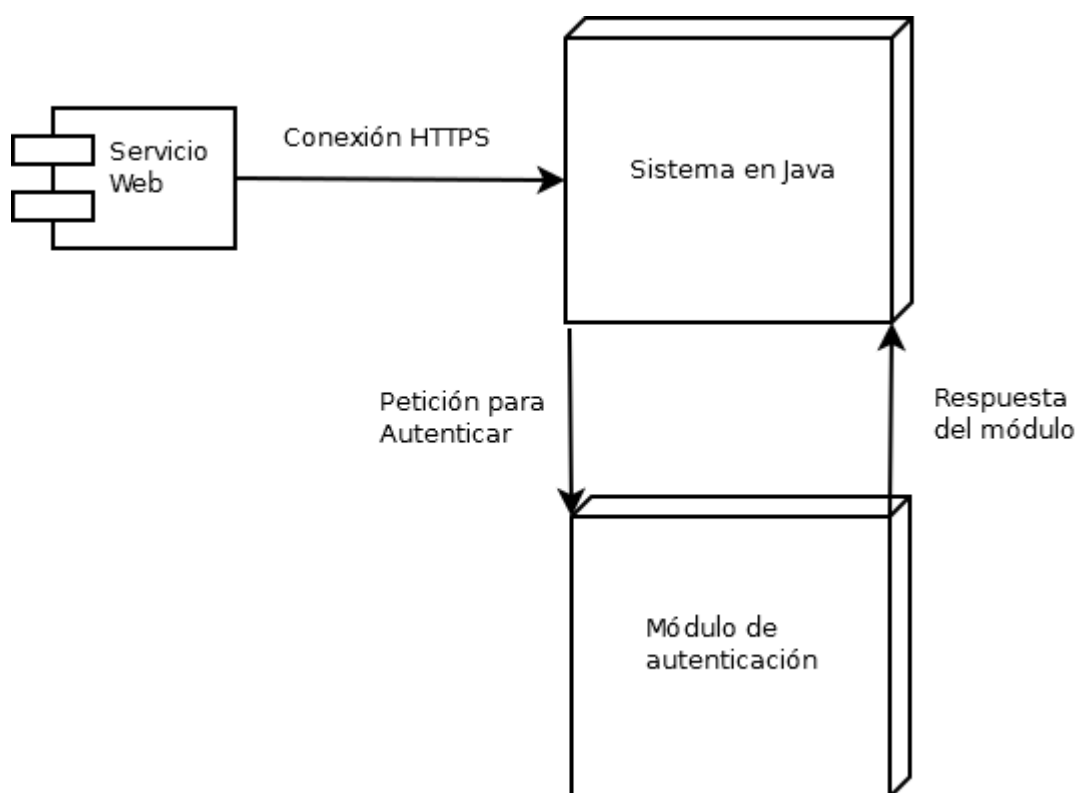 Conexión HTTPS
Servicio
Web
Sistema en Java
Petición para
Autenticar
Respuesta
del módulo
Módulo de
autenticación